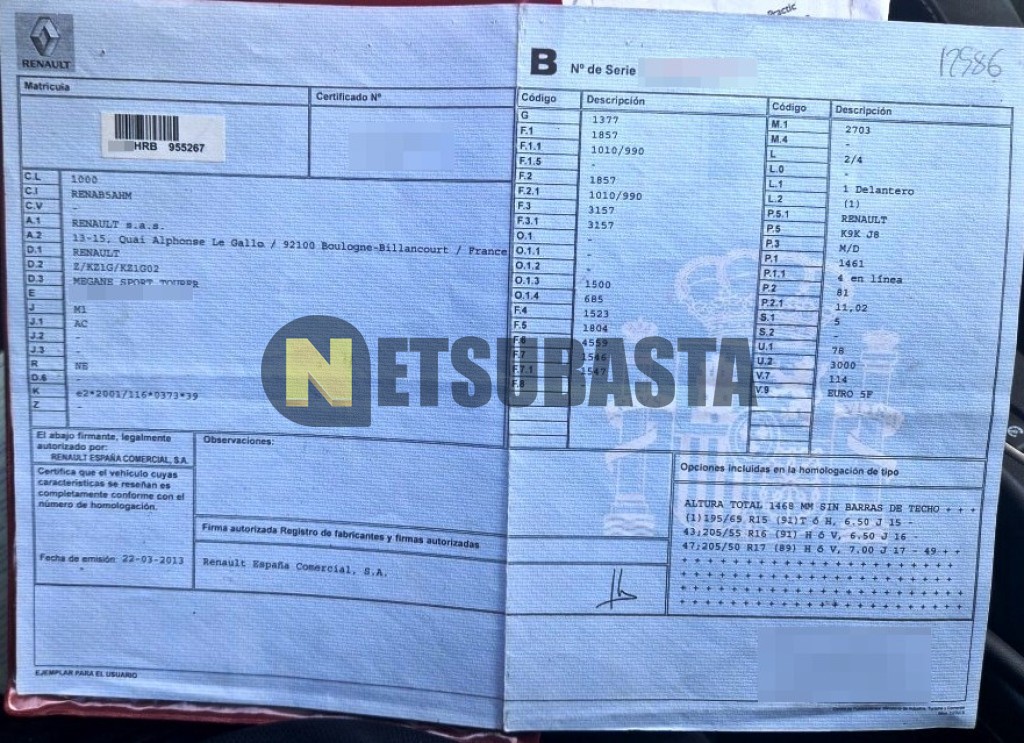 Practic
RENAULT
B Nº de Serie
17586
Matricula
Certificado Nº
HRB 955267
C.L 1000
C.I RENAB5AHM
C.V -
A.1 RENAULT s.a.s.
A.2 13-15, Quai Alphonse Le Gallo / 92100 Boulogne-Billancourt / France
D.1 RENAULT
D.2 Z/KZ1G/KZ1G02
D.3 MEGANE SPORT TOURER
E
J M1
J.1 AC
J.2 -
J.3 -
R NE
O.6 -
K e2*2001/116*0373*39
Z -
El abajo firmante, legalmente
autorizado por:
RENAULT ESPAÑA COMERCIAL, S.A.
Certifica que el vehículo cuyas
características se reseñan es
completamente conforme con el
número de homologación.
Fecha de emisión: 22-03-2013
Observaciones:
Firma autorizada Registro de fabricantes y firmas autorizadas
Renault España Comercial, S.A.
EJEMPLAR PARA EL USUARIO
Código Descripción
G 1377
F.1 1857
F.1.1 1010/990
F.1.5 -
F.2 1857
F.2.1 1010/990
F.3 3157
F.3.1 3157
O.1 -
O.1.1 -
O.1.2 -
O.1.3 1500
O.1.4 685
F.4 1523
F.5 1804
F.6 4559
F.7 1546
F.7.1 1547
F.8
Código Descripción
M.1 2703
M.4 -
L 2/4
L.0 -
L.1 1 Delantero
L.2 (1)
P.5.1 RENAULT
P.5 K9K J8
P.3 M/D
P.1 1461
P.1.1 4 en línea
P.2 81
P.2.1 11,02
S.1 5
S.2 -
U.1 78
U.2 3000
V.7 114
V.9 EURO 5F
NETSUBASTA
Opciones incluidas en la homologación de tipo
ALTURA TOTAL 1468 MM SIN BARRAS DE TECHO + + +
(1)195/65 R15 (91)T ó H, 6.50 J 15 -
43;205/55 R16 (91) H ó V, 6.50 J 16 -
47;205/50 R17 (89) H ó V, 7.00 J 17 - 49 + +
+ + + + + + + + + + + + + + + + + + + + + +
+ + + + + + + + + + + + + + + + + + + + + +
+ + + + + + + + + + + + + + + + + + + + + +
+ + + + + + + + + + + + + + + + + + + + + +